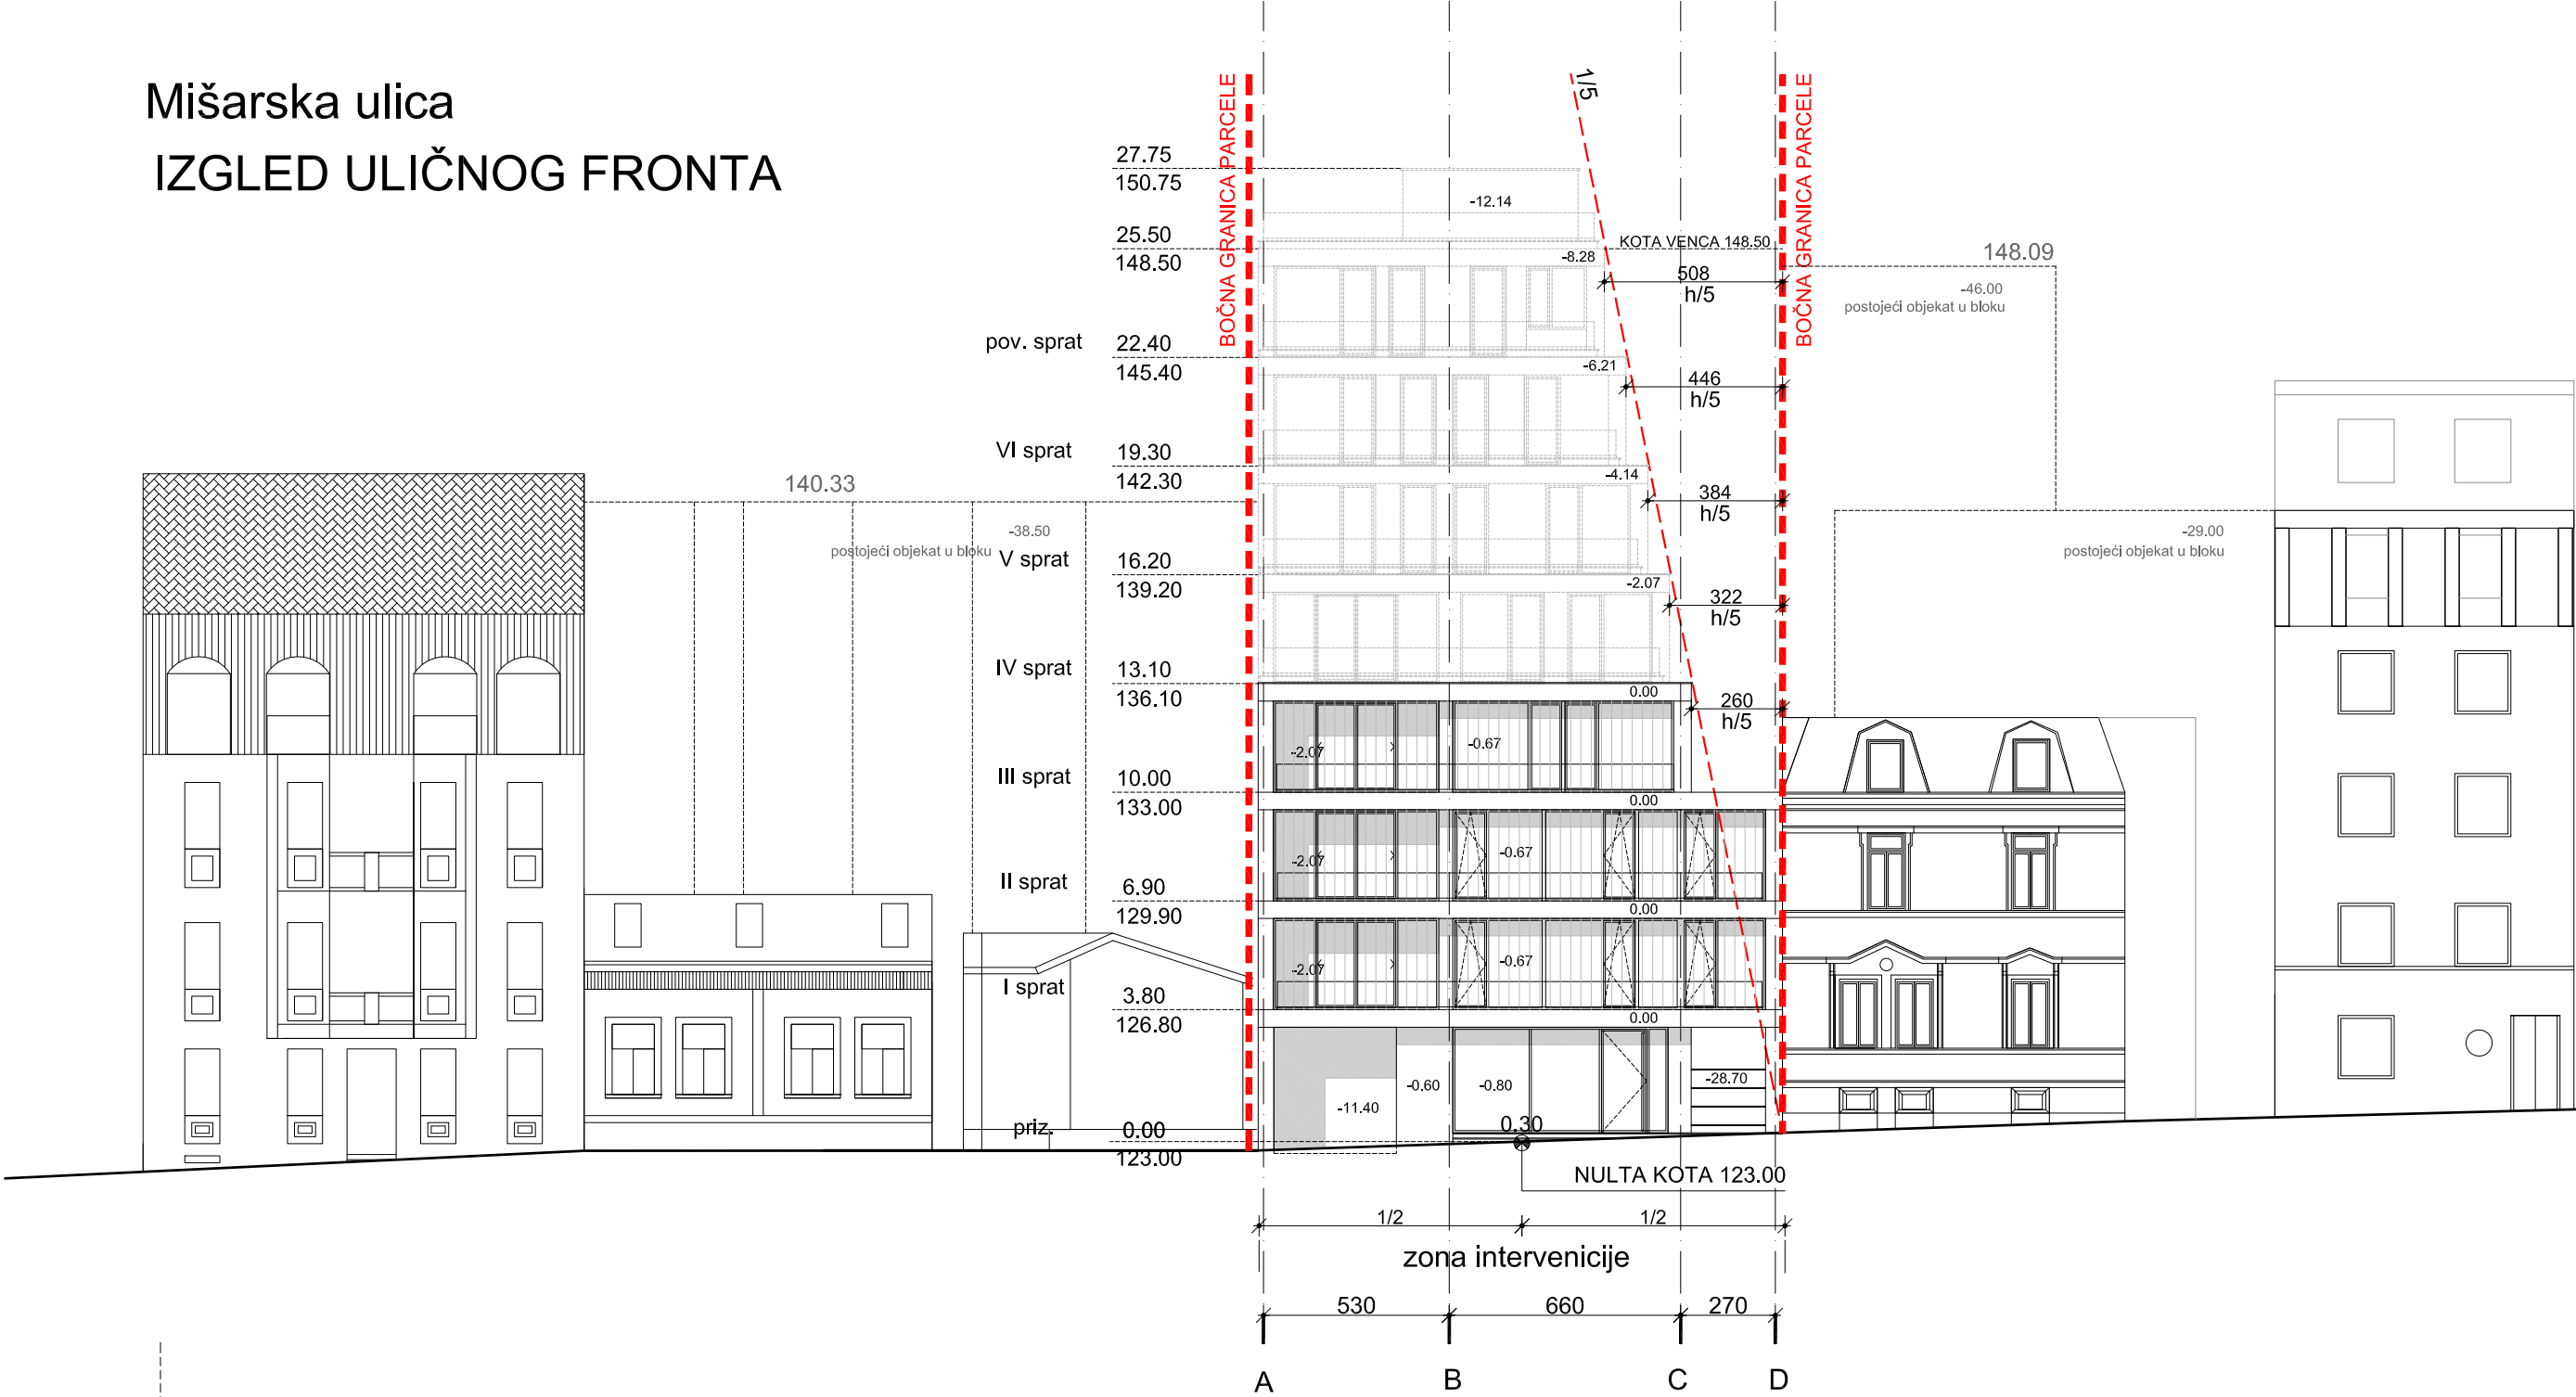 Mišarska ulica
IZGLED ULIČNOG FRONTA
BOČNA GRANICA PARCELE
1/5
BOČNA GRANICA PARCELE
27.75
150.75
-12.14
25.50
148.50
KOTA VENCA 148.50
-8.28
508
h/5
148.09
-46.00
postojeći objekat u bloku
pov. sprat
22.40
145.40
-6.21
446
h/5
VI sprat
19.30
142.30
-4.14
384
h/5
140.33
-38.50
postojeći objekat u bloku
-29.00
postojeći objekat u bloku
V sprat
16.20
139.20
-2.07
322
h/5
IV sprat
13.10
136.10
0.00
260
h/5
-2.07
-0.67
III sprat
10.00
133.00
0.00
-2.07
-0.67
II sprat
6.90
129.90
0.00
-2.07
-0.67
I sprat
3.80
126.80
0.00
-11.40
-0.60
-0.80
-28.70
priz.
0.00
123.00
0.30
NULTA KOTA 123.00
1/2
1/2
zona intervenicije
530
660
270
A
B
C
D